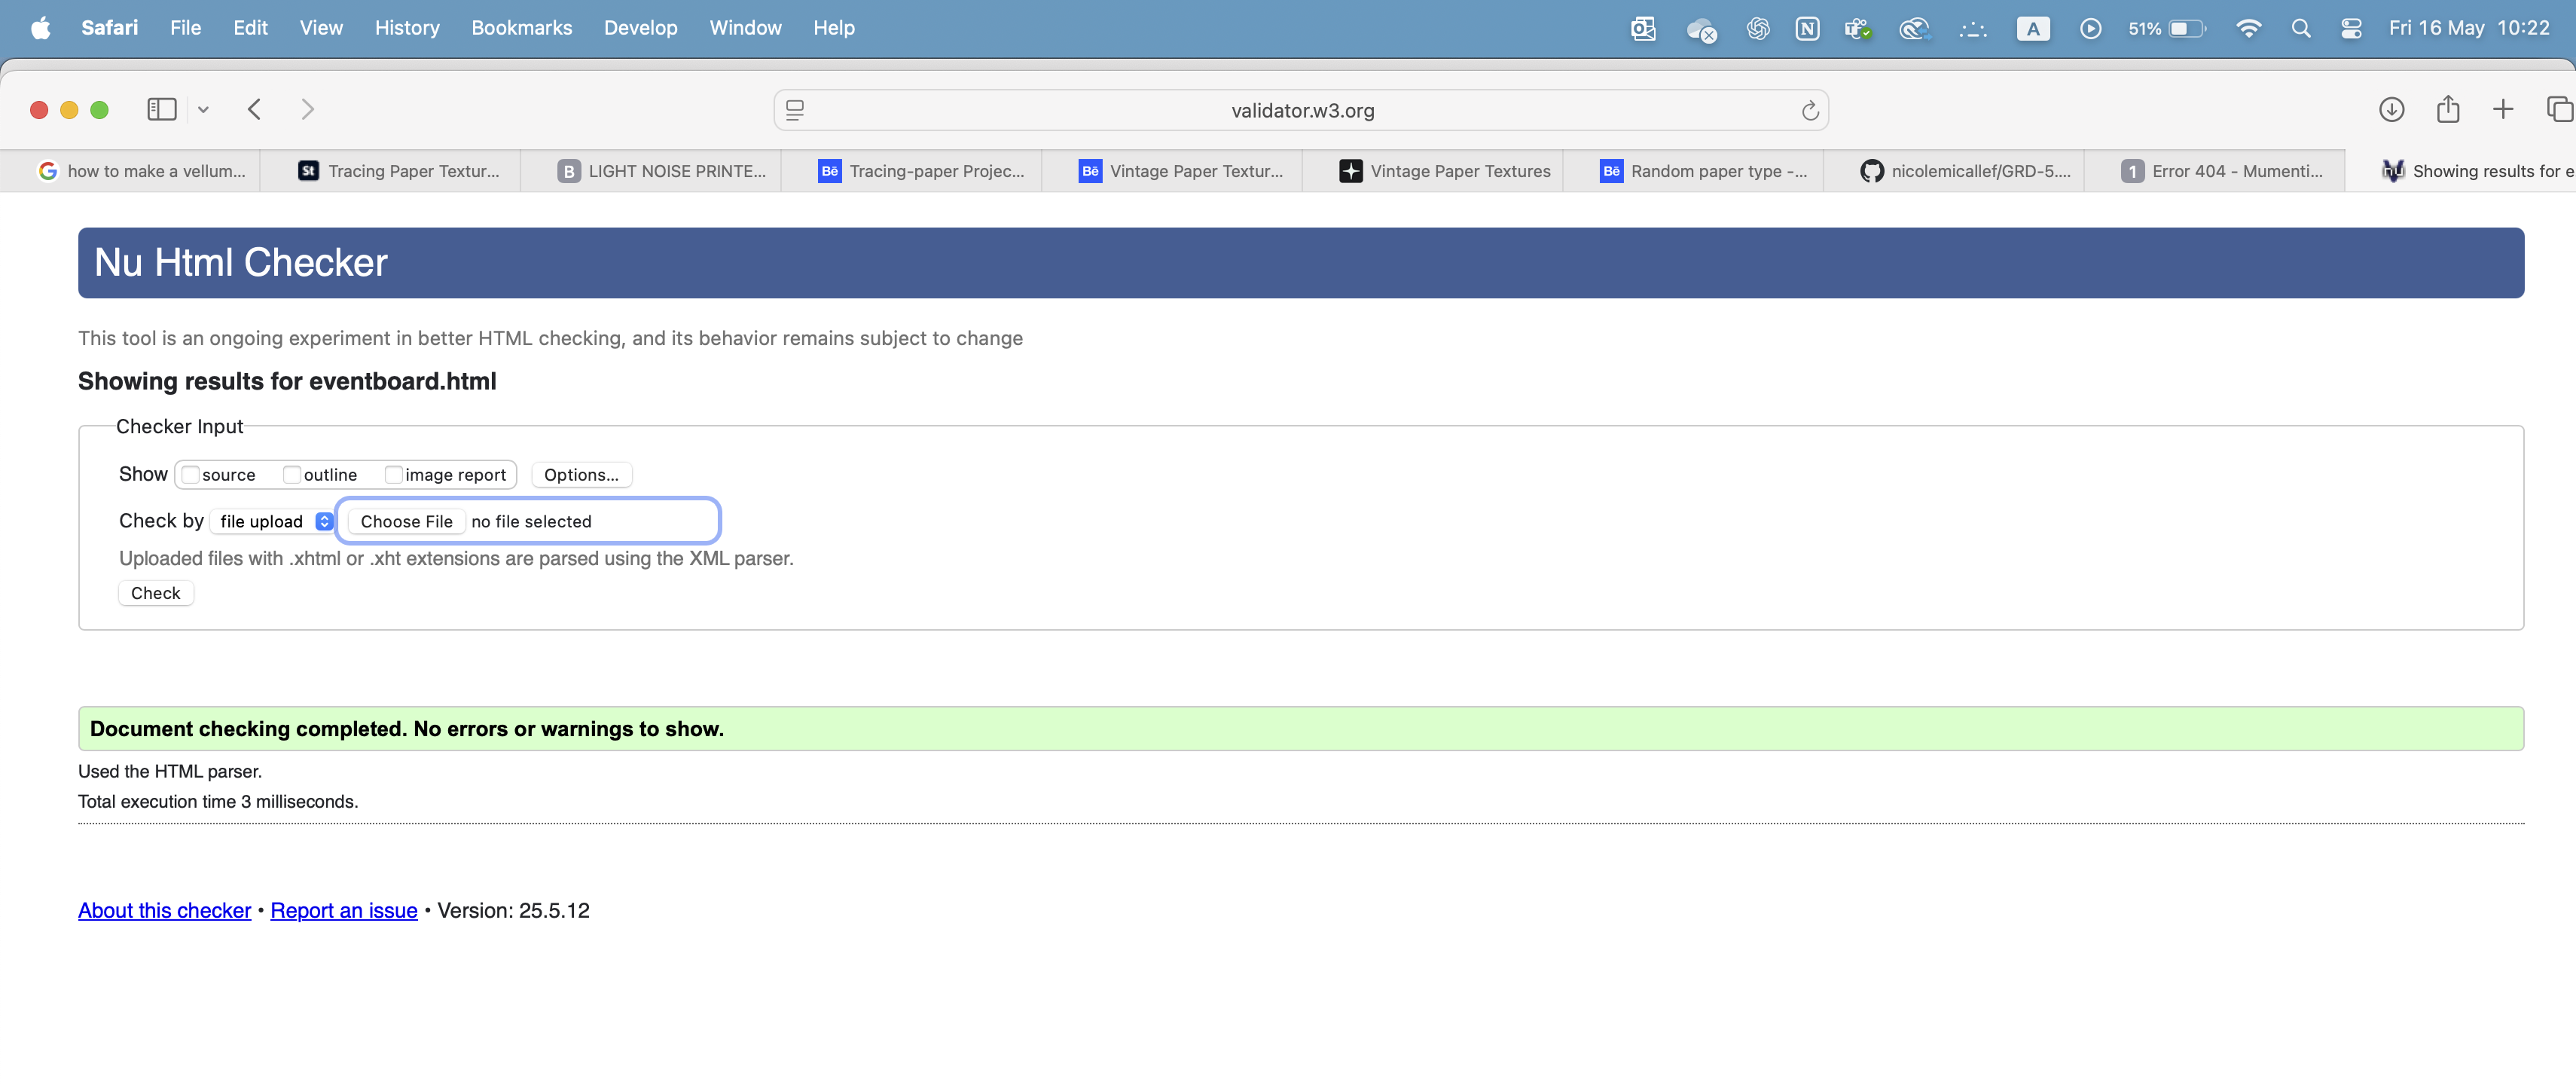 Safari File Edit View History Bookmarks Develop Window Help A 51% Fri 16 May 10:22
validator.w3.org
how to make a vellum... St Tracing Paper Textur... B LIGHT NOISE PRINTE... Bē Tracing-paper Projec... Bē Vintage Paper Textur... Vintage Paper Textures Bē Random paper type -... nicolemicallef/GRD-5.... 1 Error 404 - Mumenti... nu Showing results for e
Nu Html Checker
This tool is an ongoing experiment in better HTML checking, and its behavior remains subject to change
Showing results for eventboard.html
Checker Input
Show source outline image report Options...
Check by file upload Choose File no file selected
Uploaded files with .xhtml or .xht extensions are parsed using the XML parser.
Check
Document checking completed. No errors or warnings to show.
Used the HTML parser.
Total execution time 3 milliseconds.
About this checker • Report an issue • Version: 25.5.12